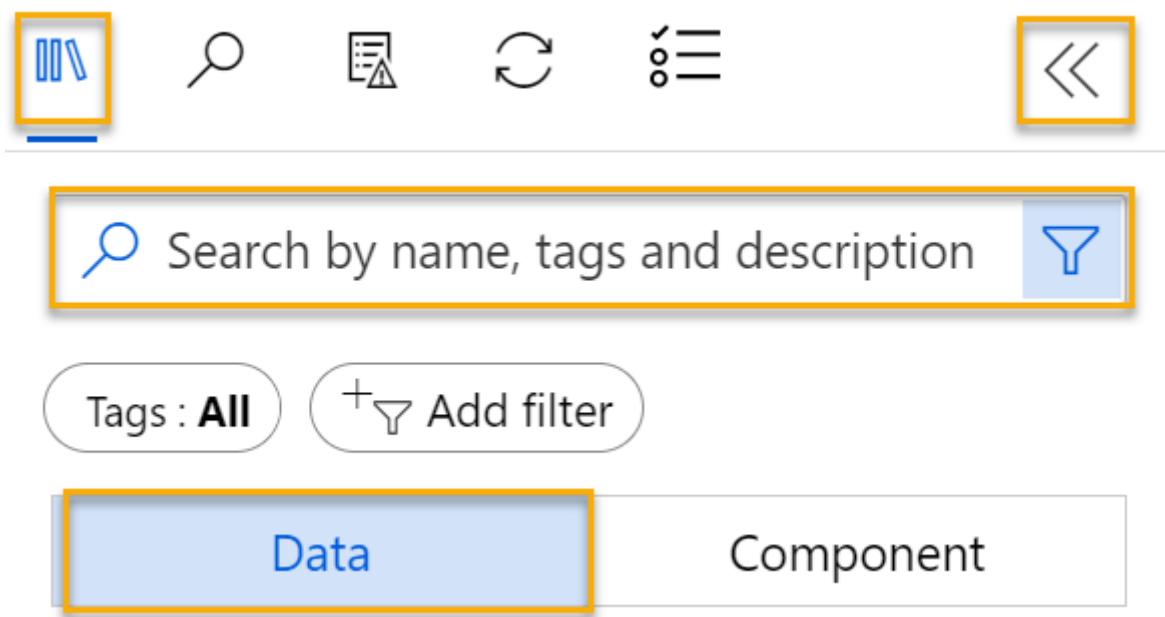 Search by name, tags and description
Tags : All Add filter
Data Component